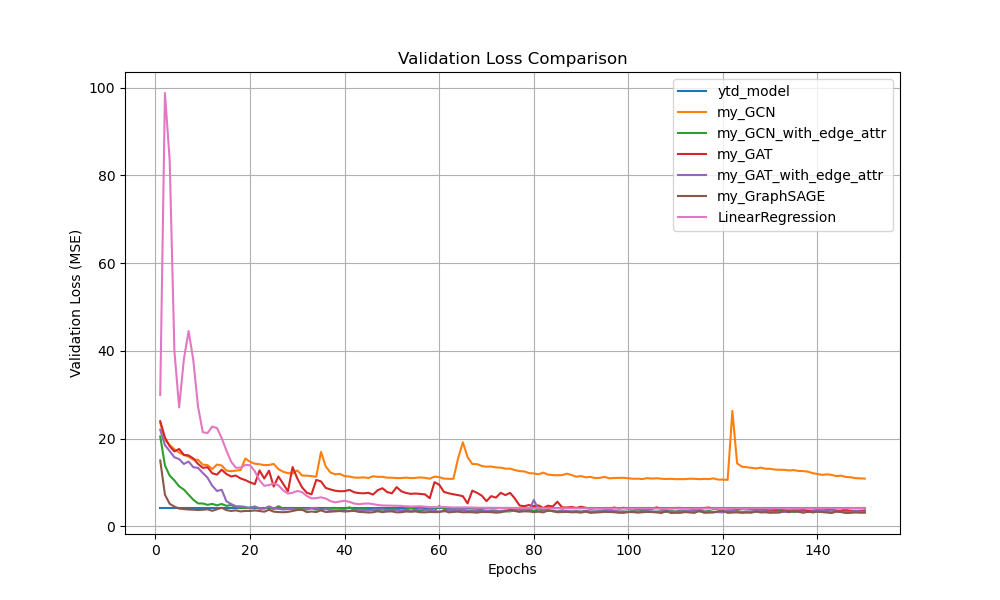 Validation Loss Comparison
ytd_model
my_GCN
my_GCN_with_edge_attr
my_GAT
my_GAT_with_edge_attr
my_GraphSAGE
LinearRegression
Validation Loss (MSE)
100
80
60
40
20
0
0 20 40 60 80 100 120 140
Epochs